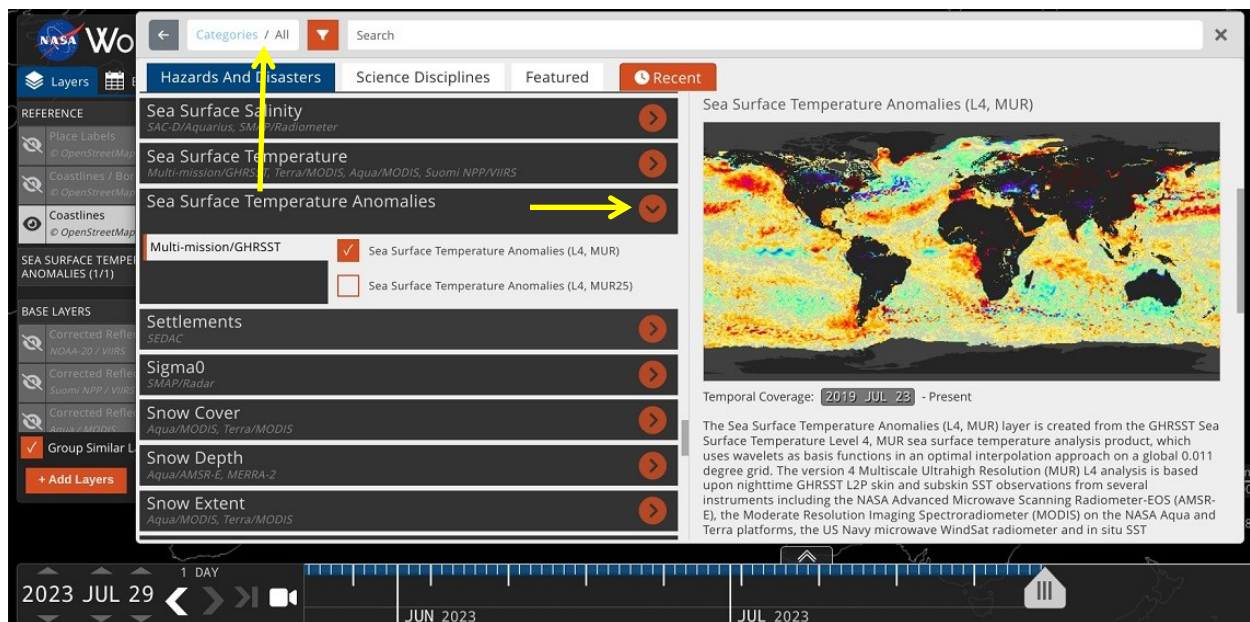 NASA Wo
Categories / All
Search
Layers
Hazards And Disasters
Science Disciplines
Featured
Recent
REFERENCE
Place Labels
© OpenStreetMap
Coastlines / Bor
© OpenStreetMap
Coastlines
© OpenStreetMap
SEA SURFACE TEMPE
ANOMALIES (1/1)
BASE LAYERS
Corrected Refle
NOAA-20 / VIIRS
Corrected Refle
Suomi NPP / VIIRS
Corrected Refle
Aqua / MODIS
Group Similar L
+ Add Layers
Sea Surface Salinity
SAC-D/Aquarius, SMAP/Radiometer
Sea Surface Temperature
Multi-mission/GHRSST, Terra/MODIS, Aqua/MODIS, Suomi NPP/VIIRS
Sea Surface Temperature Anomalies
Multi-mission/GHRSST
Sea Surface Temperature Anomalies (L4, MUR)
Sea Surface Temperature Anomalies (L4, MUR25)
Settlements
SEDAC
Sigma0
SMAP/Radar
Snow Cover
Aqua/MODIS, Terra/MODIS
Snow Depth
Aqua/AMSR-E, MERRA-2
Snow Extent
Aqua/MODIS, Terra/MODIS
Sea Surface Temperature Anomalies (L4, MUR)
Temporal Coverage: 2019 JUL 23 - Present
The Sea Surface Temperature Anomalies (L4, MUR) layer is created from the GHRSST Sea
Surface Temperature Level 4, MUR sea surface temperature analysis product, which
uses wavelets as basis functions in an optimal interpolation approach on a global 0.011
degree grid. The version 4 Multiscale Ultrahigh Resolution (MUR) L4 analysis is based
upon nighttime GHRSST L2P skin and subskin SST observations from several
instruments including the NASA Advanced Microwave Scanning Radiometer-EOS (AMSR-
E), the Moderate Resolution Imaging Spectroradiometer (MODIS) on the NASA Aqua and
Terra platforms, the US Navy microwave WindSat radiometer and in situ SST
2023 JUL 29
1 DAY
JUN 2023
JUL 2023